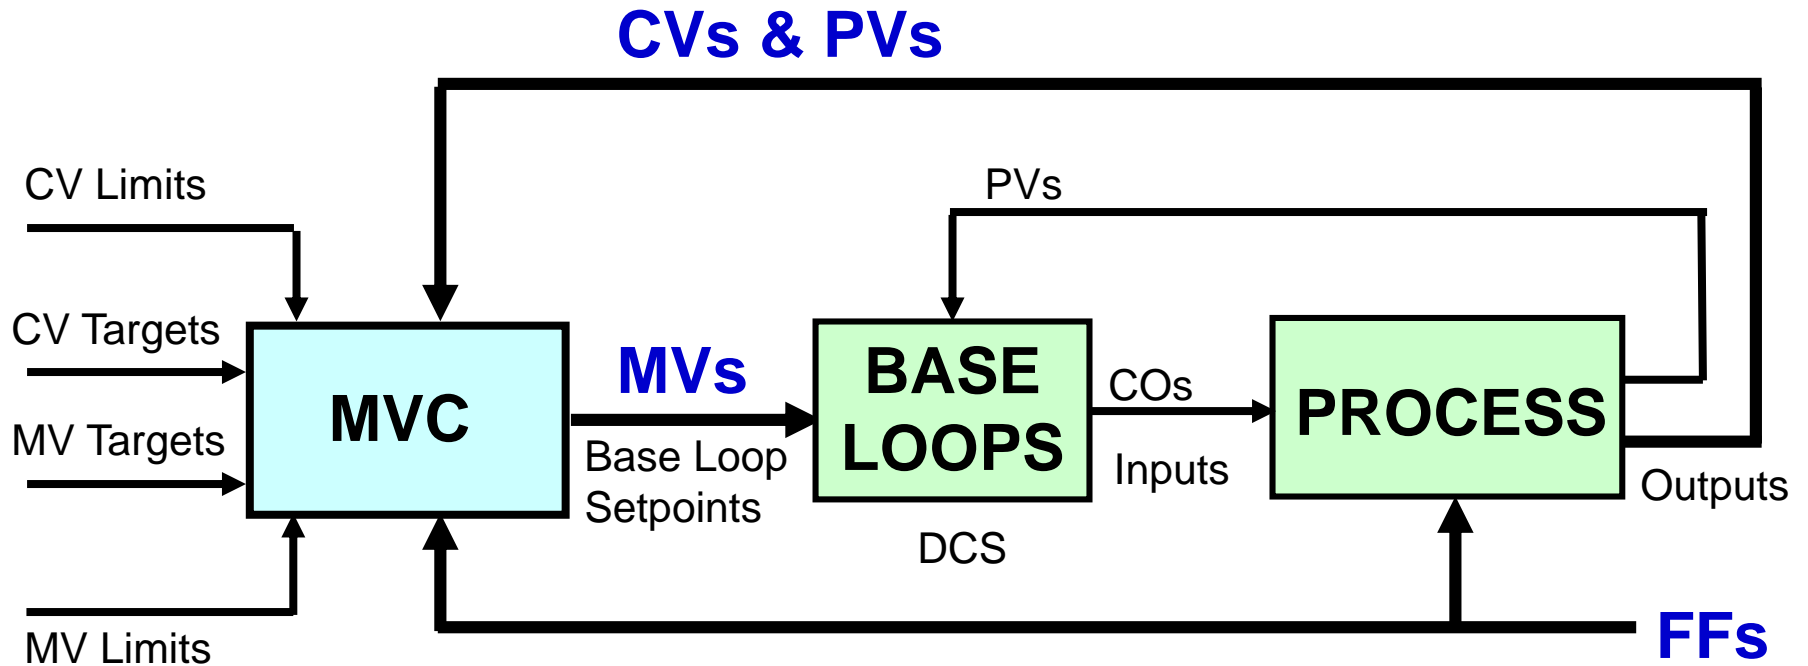 CVs & PVs
CV Limits
PVs
CV Targets
MVs
BASE
LOOPS
COs
PROCESS
MVC
MV Targets
Base Loop
Setpoints
Inputs
Outputs
DCS
MV Limits
FFs